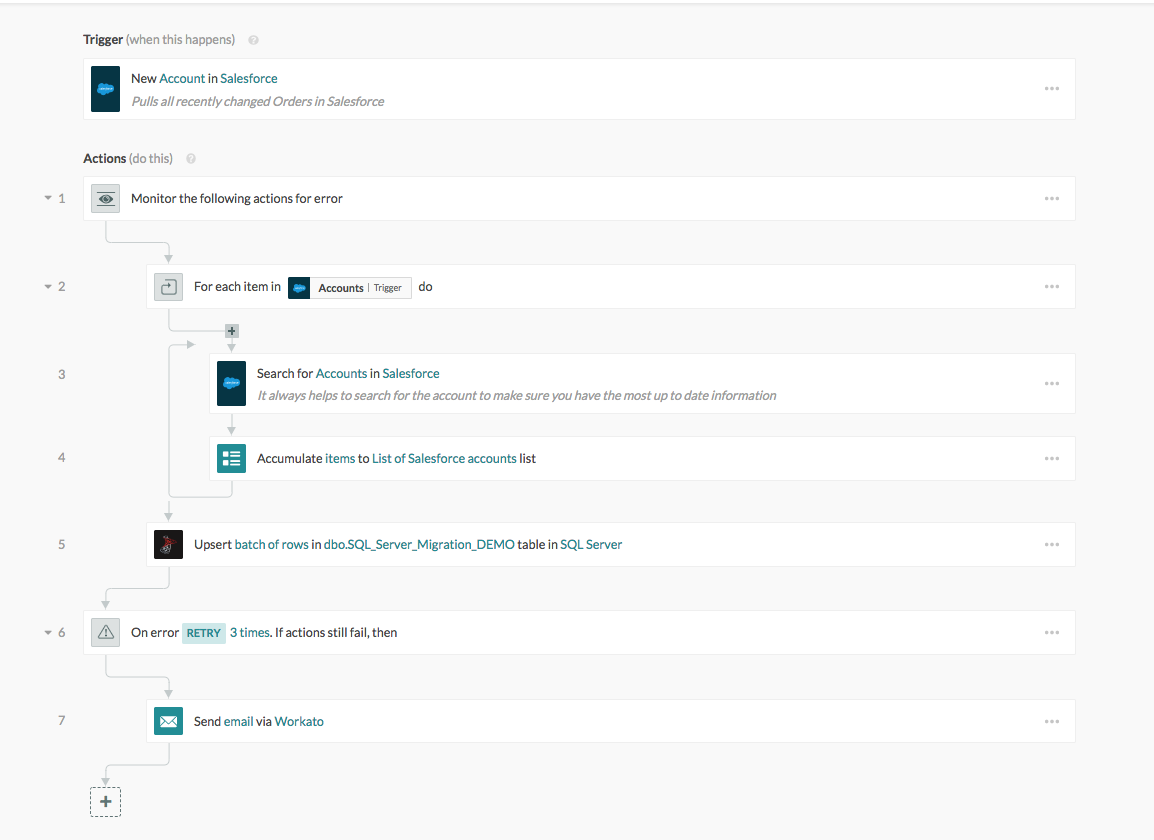 Trigger (when this happens) ?
New Account in Salesforce
Pulls all recently changed Orders in Salesforce
Actions (do this) ?
1 Monitor the following actions for error
2 For each item in Accounts | Trigger do
3 Search for Accounts in Salesforce
It always helps to search for the account to make sure you have the most up to date information
4 Accumulate items to List of Salesforce accounts list
5 Upsert batch of rows in dbo.SQL_Server_Migration_DEMO table in SQL Server
6 On error RETRY 3 times. If actions still fail, then
7 Send email via Workato